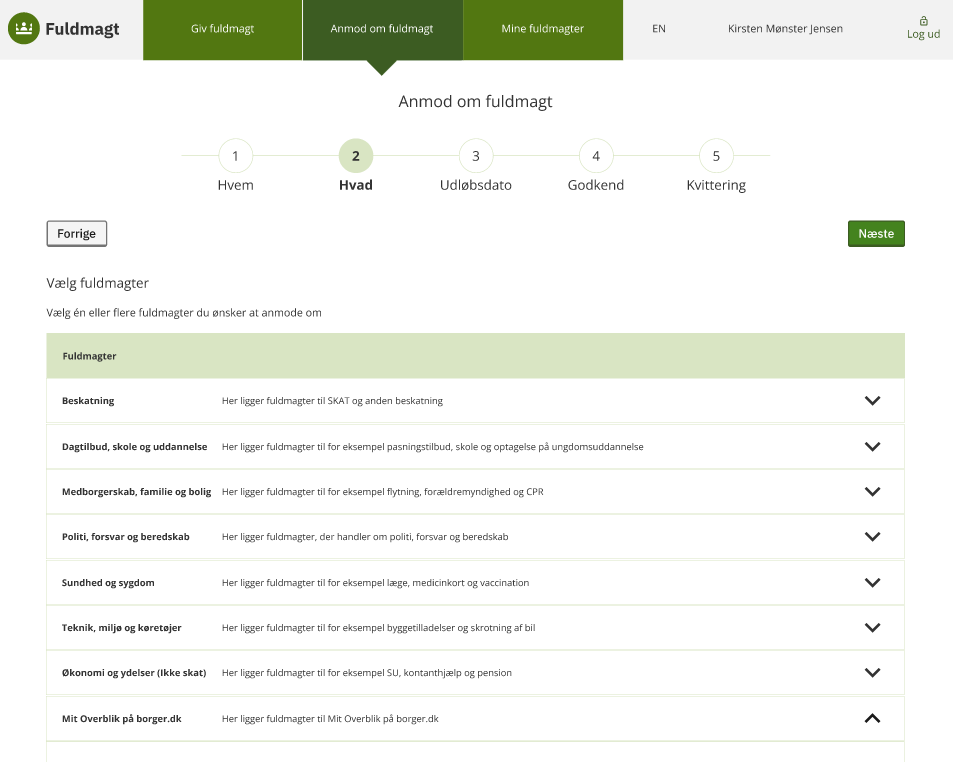 Fuldmagt
Giv fuldmagt
Anmod om fuldmagt
Mine fuldmagter
EN
Kirsten Mønster Jensen
Log ud
Anmod om fuldmagt
1
2
3
4
5
Hvem
Hvad
Udløbsdato
Godkend
Kvittering
Forrige
Næste
Vælg fuldmagter
Vælg én eller flere fuldmagter du ønsker at anmode om
Fuldmagter
Beskatning
Her ligger fuldmagter til SKAT og anden beskatning
Dagtilbud, skole og uddannelse
Her ligger fuldmagter til for eksempel pasningstilbud, skole og optagelse på ungdomsuddannelse
Medborgerskab, familie og bolig
Her ligger fuldmagter til for eksempel flytning, forældremyndighed og CPR
Politi, forsvar og beredskab
Her ligger fuldmagter, der handler om politi, forsvar og beredskab
Sundhed og sygdom
Her ligger fuldmagter til for eksempel læge, medicinkort og vaccination
Teknik, miljø og køretøjer
Her ligger fuldmagter til for eksempel byggetilladelser og skrotning af bil
Økonomi og ydelser (Ikke skat)
Her ligger fuldmagter til for eksempel SU, kontanthjælp og pension
Mit Overblik på borger.dk
Her ligger fuldmagter til Mit Overblik på borger.dk